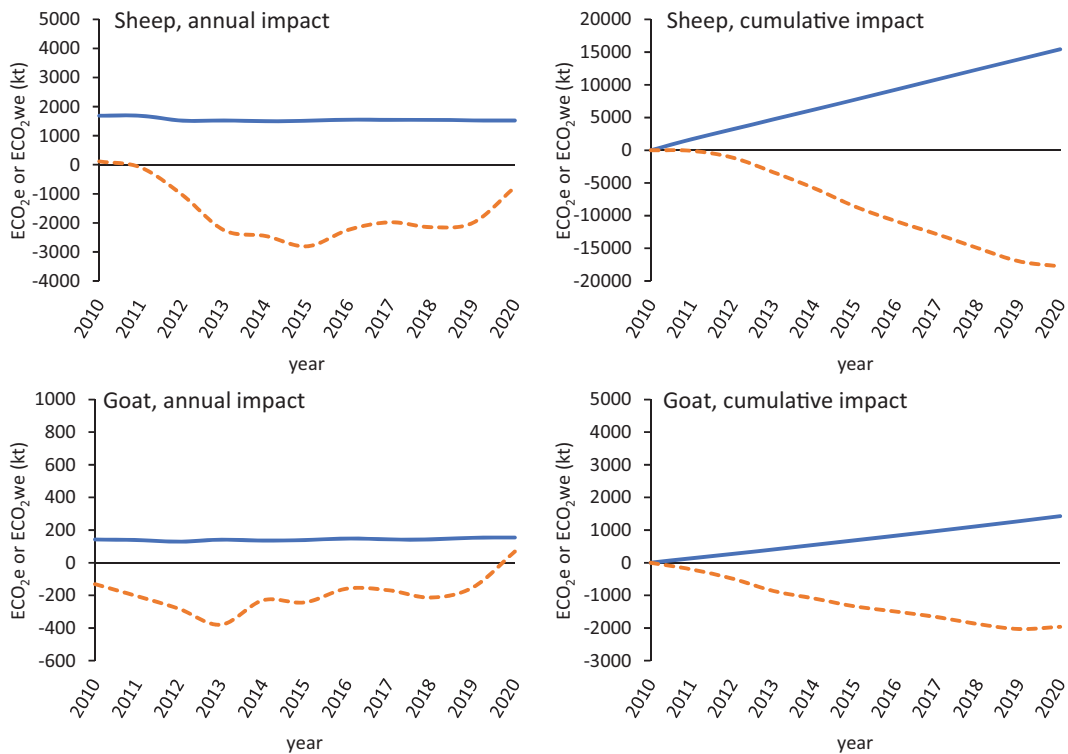 Sheep, annual impact
5000
4000
3000
2000
1000
0
-1000
-2000
-3000
-4000
ECO₂e or ECO₂we (kt)
2010 2011 2012 2013 2014 2015 2016 2017 2018 2019 2020
year
Sheep, cumulative impact
20000
15000
10000
5000
0
-5000
-10000
-15000
-20000
ECO₂e or ECO₂we (kt)
2010 2011 2012 2013 2014 2015 2016 2017 2018 2019 2020
year
Goat, annual impact
1000
800
600
400
200
0
-200
-400
-600
ECO₂e or ECO₂we (kt)
2010 2011 2012 2013 2014 2015 2016 2017 2018 2019 2020
year
Goat, cumulative impact
5000
4000
3000
2000
1000
0
-1000
-2000
-3000
ECO₂e or ECO₂we (kt)
2010 2011 2012 2013 2014 2015 2016 2017 2018 2019 2020
year